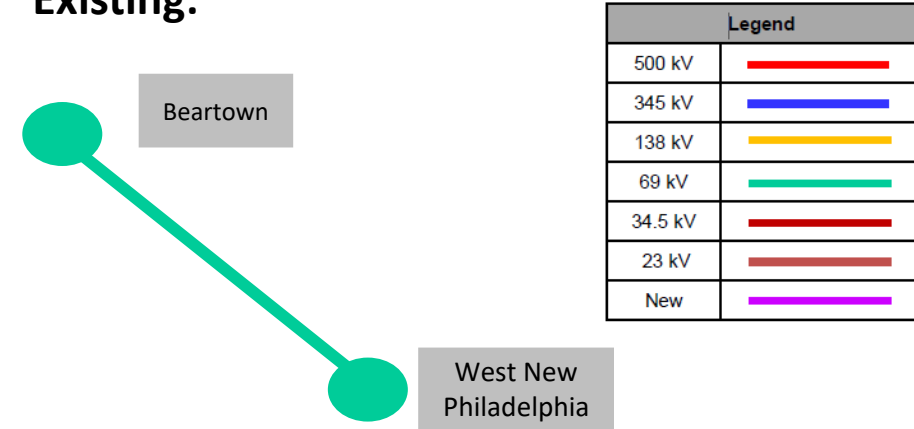 Existing:
Legend
500 kV
345 kV
138 kV
69 kV
34.5 kV
23 kV
New
Beartown
West New
Philadelphia